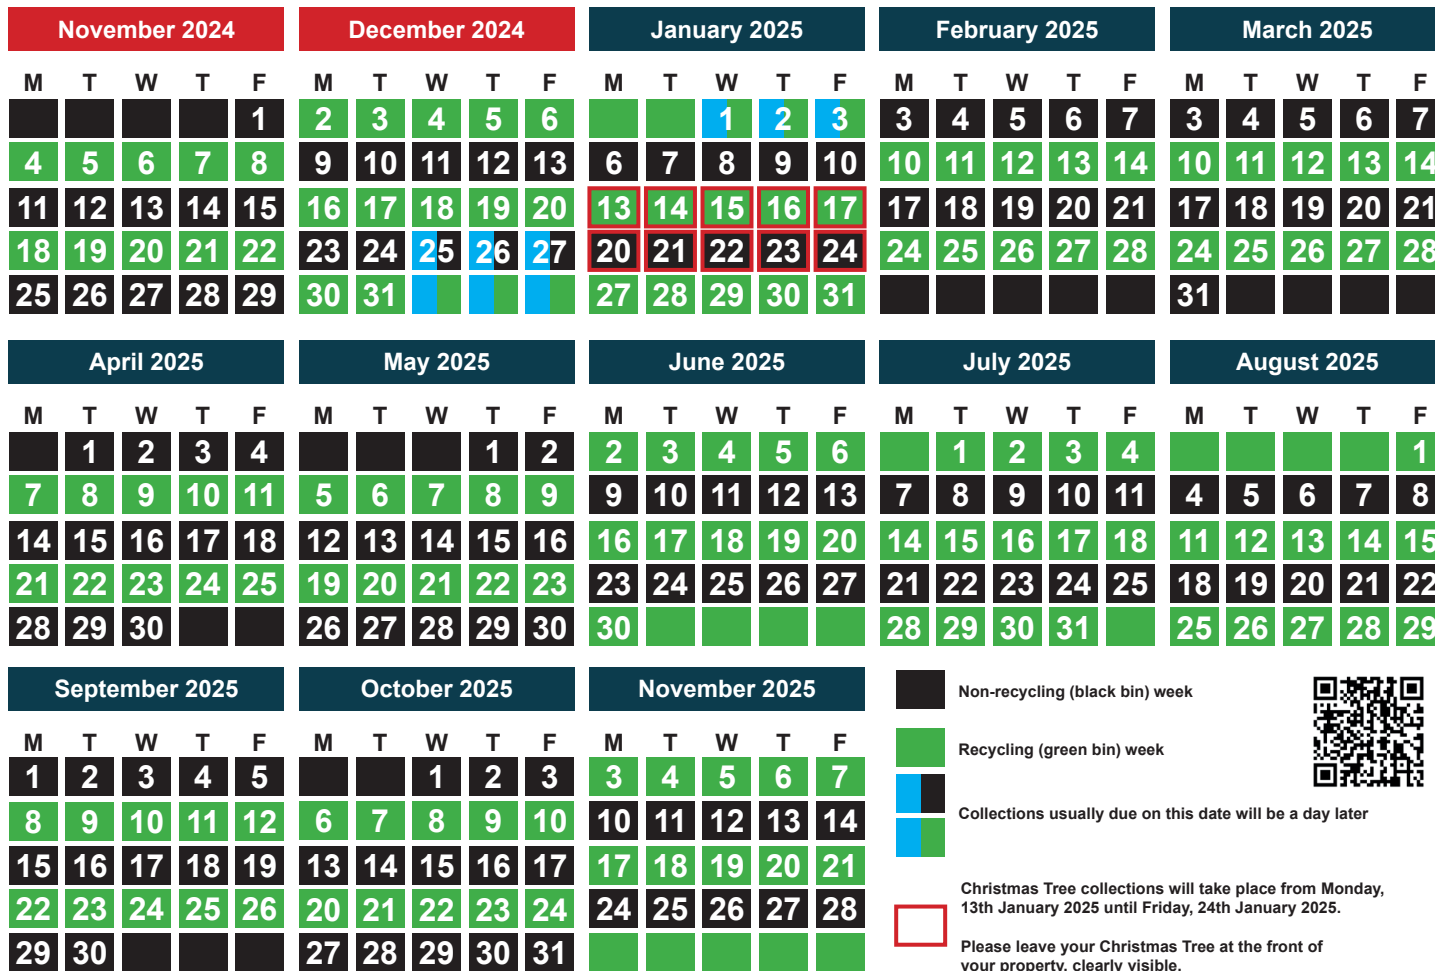 November 2024 December 2024 January 2025 February 2025 March 2025
M T W T F M T W T F M T W T F M T W T F M T W T F
1 2 3 4 5 6 1 2 3 3 4 5 6 7 3 4 5 6 7
4 5 6 7 8 9 10 11 12 13 6 7 8 9 10 10 11 12 13 14 10 11 12 13 14
11 12 13 14 15 16 17 18 19 20 13 14 15 16 17 17 18 19 20 21 17 18 19 20 21
18 19 20 21 22 23 24 25 26 27 20 21 22 23 24 24 25 26 27 28 24 25 26 27 28
25 26 27 28 29 30 31 27 28 29 30 31 31
April 2025 May 2025 June 2025 July 2025 August 2025
M T W T F M T W T F M T W T F M T W T F M T W T F
1 2 3 4 1 2 2 3 4 5 6 1 2 3 4 1
7 8 9 10 11 5 6 7 8 9 9 10 11 12 13 7 8 9 10 11 4 5 6 7 8
14 15 16 17 18 12 13 14 15 16 16 17 18 19 20 14 15 16 17 18 11 12 13 14 15
21 22 23 24 25 19 20 21 22 23 23 24 25 26 27 21 22 23 24 25 18 19 20 21 22
28 29 30 26 27 28 29 30 30 28 29 30 31 25 26 27 28 29
September 2025 October 2025 November 2025
M T W T F M T W T F M T W T F
1 2 3 4 5 1 2 3 3 4 5 6 7
8 9 10 11 12 6 7 8 9 10 10 11 12 13 14
15 16 17 18 19 13 14 15 16 17 17 18 19 20 21
22 23 24 25 26 20 21 22 23 24 24 25 26 27 28
29 30 27 28 29 30 31
Non-recycling (black bin) week
Recycling (green bin) week
Collections usually due on this date will be a day later
Christmas Tree collections will take place from Monday,
13th January 2025 until Friday, 24th January 2025.
Please leave your Christmas Tree at the front of
your property, clearly visible.